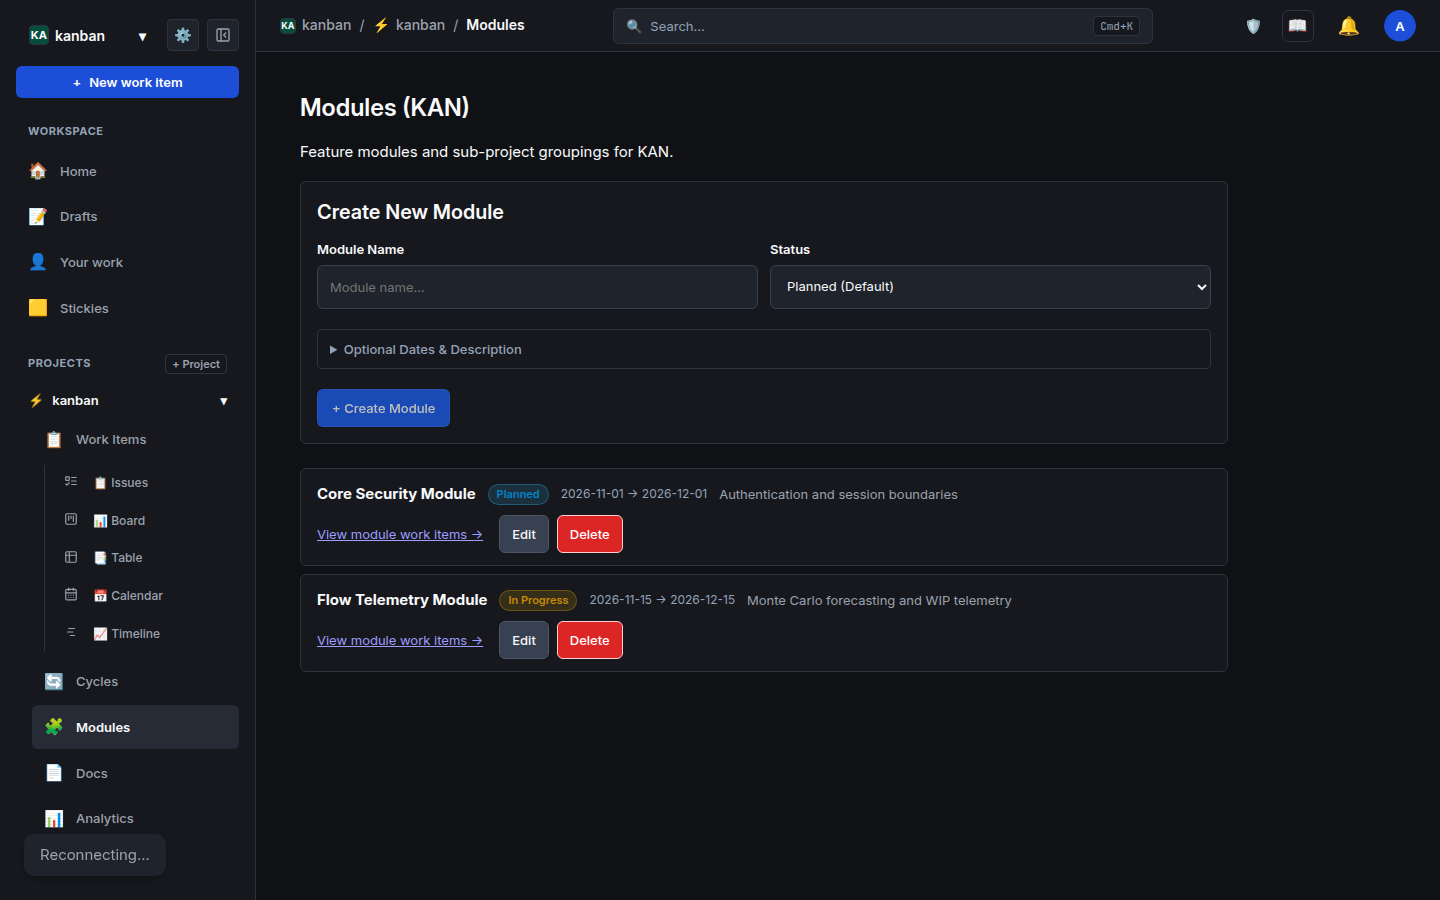 KA kanban ▼
+ New work item
WORKSPACE
Home
Drafts
Your work
Stickies
PROJECTS + Project
kanban ▼
Work Items
Issues
Board
Table
Calendar
Timeline
Cycles
Modules
Docs
Analytics
Reconnecting...
KA kanban / kanban / Modules
Search... Cmd+K
A
Modules (KAN)
Feature modules and sub-project groupings for KAN.
Create New Module
Module Name Status
Module name... Planned (Default)
▶ Optional Dates & Description
+ Create Module
Core Security Module Planned 2026-11-01 → 2026-12-01 Authentication and session boundaries
View module work items → Edit Delete
Flow Telemetry Module In Progress 2026-11-15 → 2026-12-15 Monte Carlo forecasting and WIP telemetry
View module work items → Edit Delete